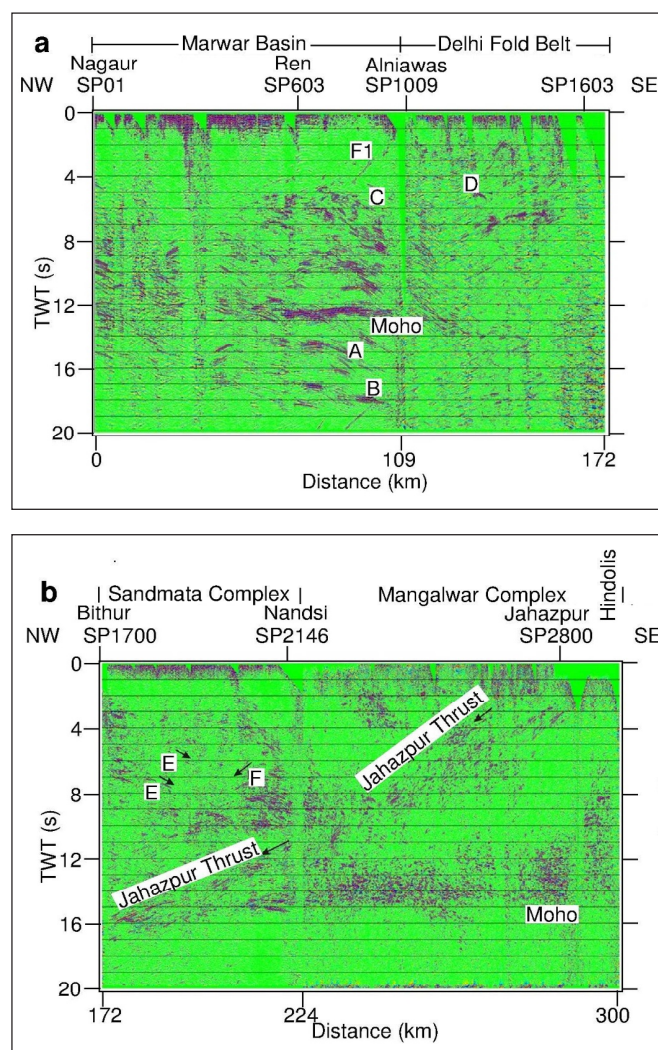 a
Marwar Basin Delhi Fold Belt
Nagaur Ren Alniawas
NW SP01 SP603 SP1009 SP1603 SE
0
F1
4
C D
8
TWT (s)
12
Moho
A
16
B
20
0 109 172
Distance (km)
b
Sandmata Complex Mangalwar Complex Hindolis
Bithur Nandsi Jahazpur
NW SP1700 SP2146 SP2800 SE
0
Jahazpur Thrust
4
E
E F
8
TWT (s)
12
Jahazpur Thrust
16
Moho
20
172 224 300
Distance (km)